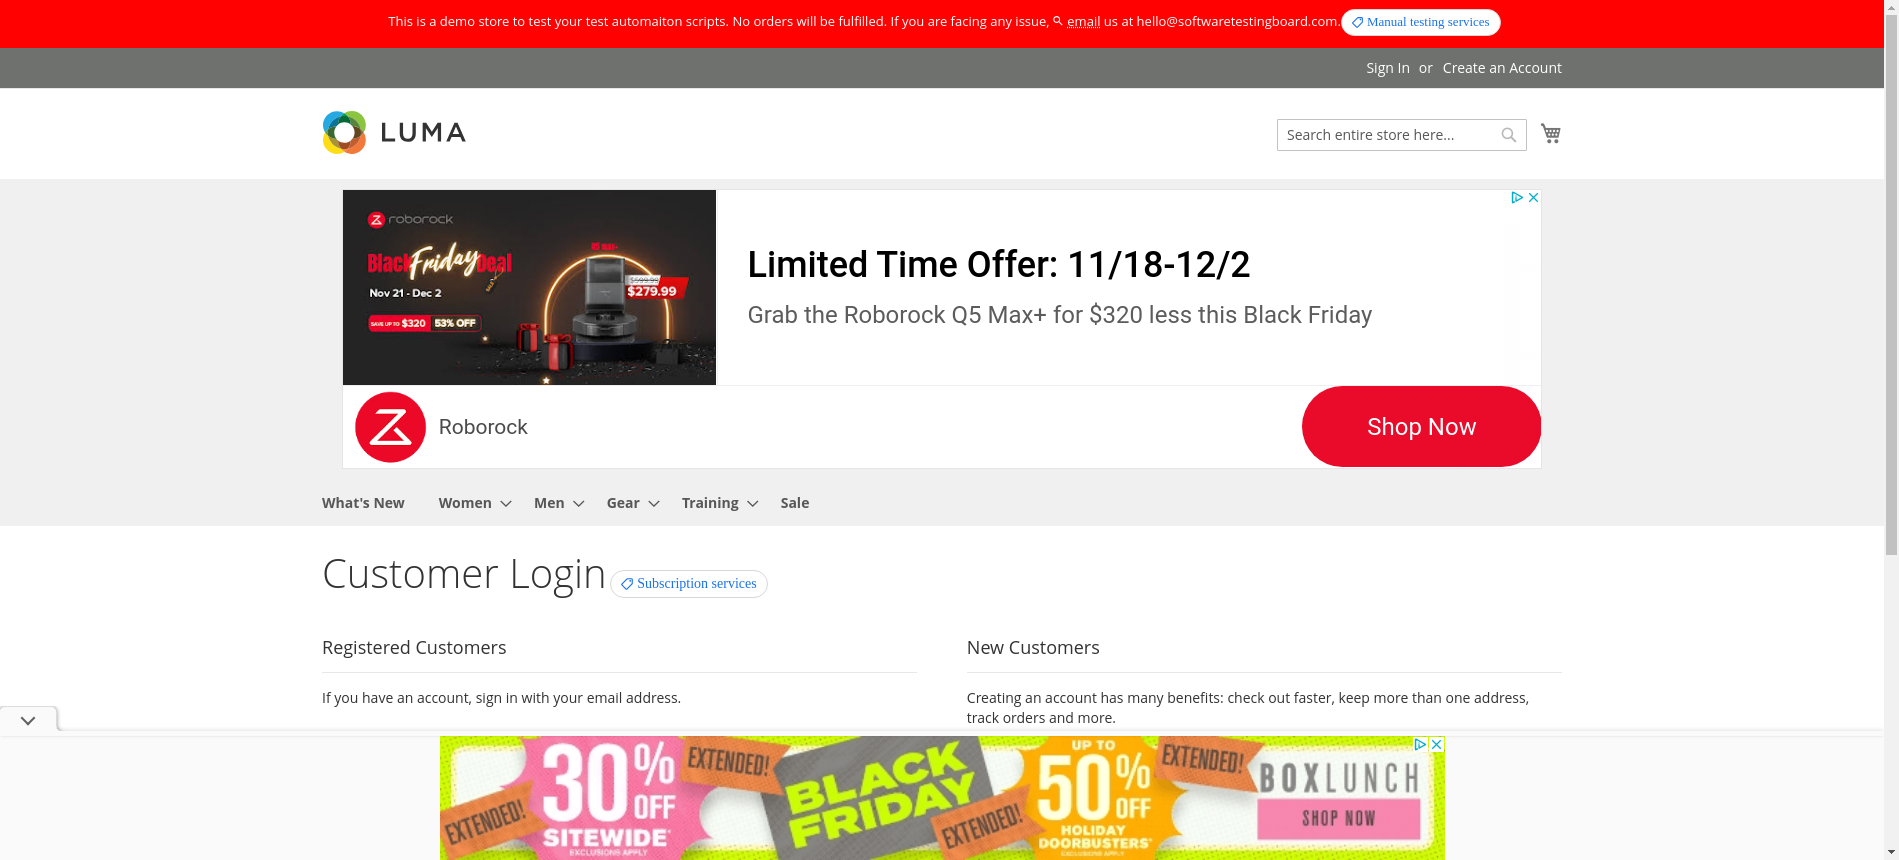 This is a demo store to test your test automaiton scripts. No orders will be fulfilled. If you are facing any issue, email us at hello@softwaretestingboard.com. Manual testing services
Sign In or Create an Account
LUMA
Search entire store here...
roborock
Black Friday Deal
R5 max+
Nov 21 - Dec 2
$599.99
$279.99
SAVE UP TO $320 53% OFF
Limited Time Offer: 11/18-12/2
Grab the Roborock Q5 Max+ for $320 less this Black Friday
Roborock
Shop Now
What's New Women Men Gear Training Sale
Customer Login Subscription services
Registered Customers
If you have an account, sign in with your email address.
New Customers
Creating an account has many benefits: check out faster, keep more than one address,
track orders and more.
EXTENDED!
30% OFF
SITEWIDE*
EXCLUSIONS APPLY
EXTENDED!
BLACK
FRIDAY
EXTENDED!
UP TO
50% OFF
HOLIDAY
DOORBUSTERS*
EXCLUSIONS APPLY
EXTENDED!
BOXLUNCH
SHOP NOW